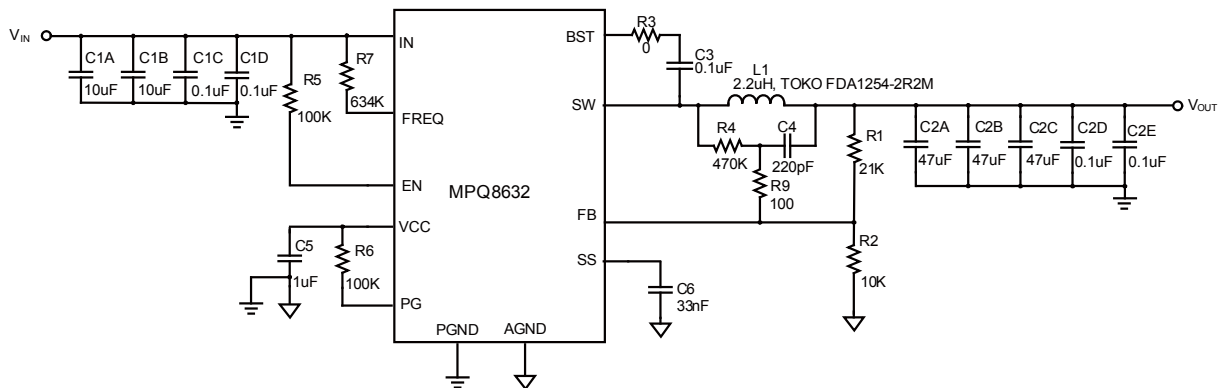 V_IN
C1A
10uF
C1B
10uF
C1C
0.1uF
C1D
0.1uF
R5
100K
R7
634K
C5
1uF
R6
100K
IN
FREQ
EN
VCC
PG
MPQ8632
PGND
AGND
BST
SW
FB
SS
R3
0
C3
0.1uF
L1
2.2uH, TOKO FDA1254-2R2M
R4
470K
C4
220pF
R9
100
R1
21K
R2
10K
C6
33nF
C2A
47uF
C2B
47uF
C2C
47uF
C2D
0.1uF
C2E
0.1uF
V_OUT